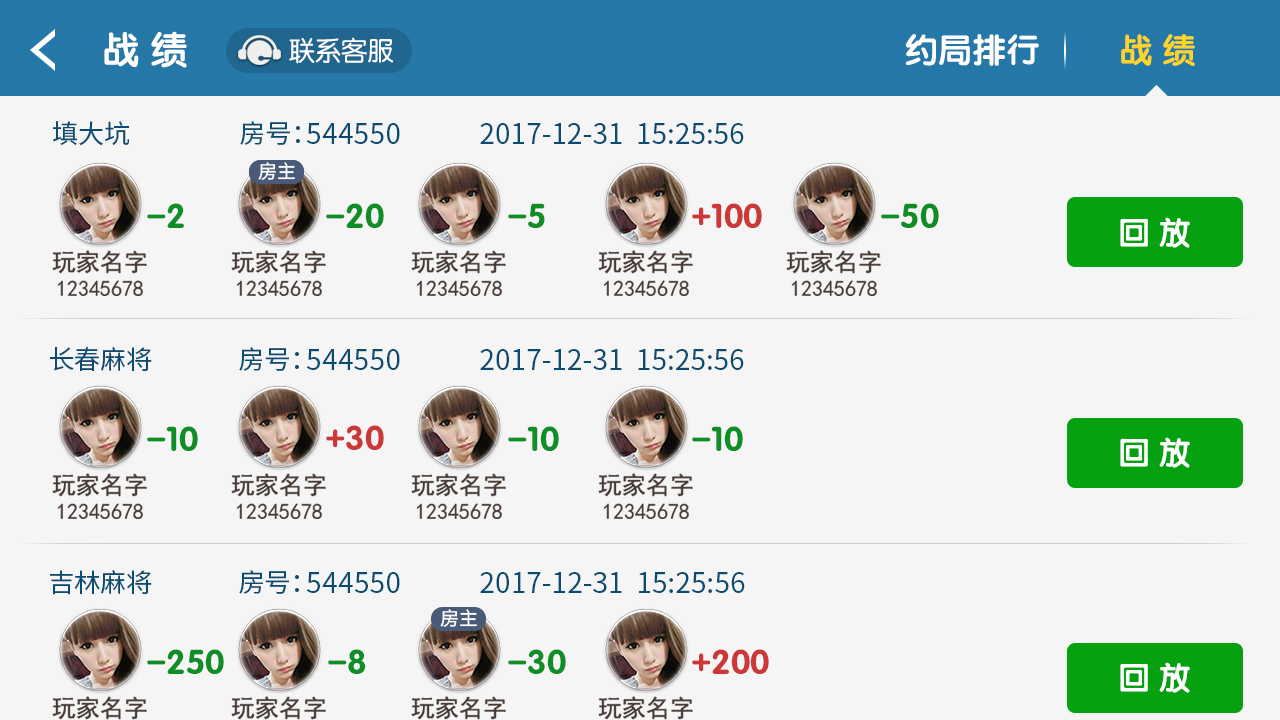 战 绩 联系客服 约局排行 战 绩
填大坑 房号:544550 2017-12-31 15:25:56
房主
-2 -20 -5 +100 -50
回 放
玩家名字 玩家名字 玩家名字 玩家名字 玩家名字
12345678 12345678 12345678 12345678 12345678
长春麻将 房号:544550 2017-12-31 15:25:56
-10 +30 -10 -10
回 放
玩家名字 玩家名字 玩家名字 玩家名字
12345678 12345678 12345678 12345678
吉林麻将 房号:544550 2017-12-31 15:25:56
房主
-250 -8 -30 +200
回 放
玩家名字 玩家名字 玩家名字 玩家名字